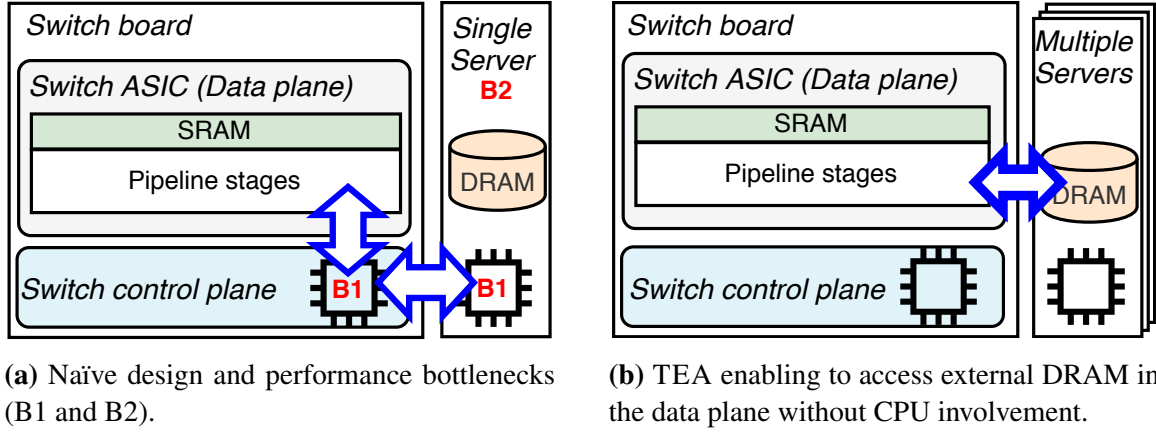 Switch board
Single
Server
B2
Switch ASIC (Data plane)
SRAM
Pipeline stages
DRAM
Switch control plane
B1
B1
(a) Naïve design and performance bottlenecks
(B1 and B2).
Switch board
Multiple
Servers
Switch ASIC (Data plane)
SRAM
Pipeline stages
DRAM
Switch control plane
(b) TEA enabling to access external DRAM in
the data plane without CPU involvement.